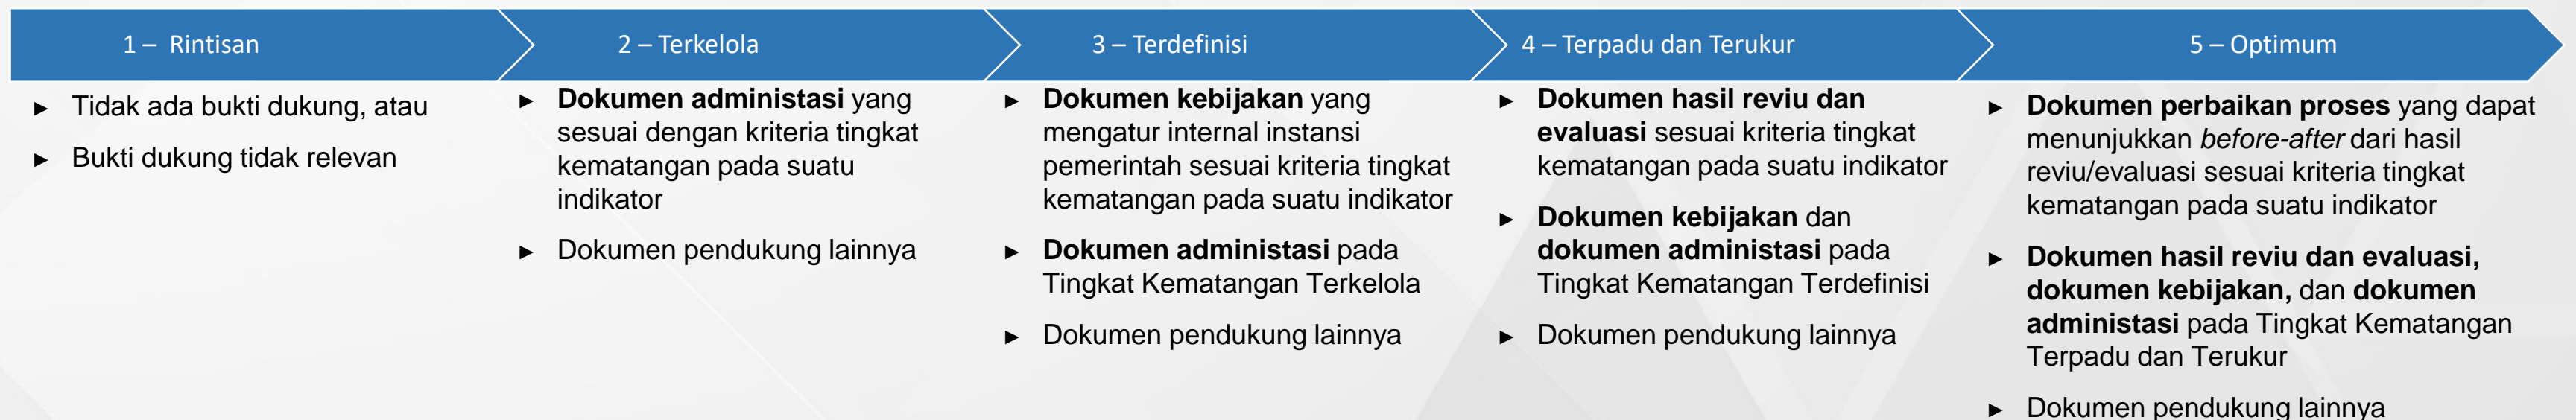 1 – Rintisan
► Tidak ada bukti dukung, atau
► Bukti dukung tidak relevan
2 – Terkelola
► Dokumen administasi yang
sesuai dengan kriteria tingkat
kematangan pada suatu
indikator
► Dokumen pendukung lainnya
3 – Terdefinisi
► Dokumen kebijakan yang
mengatur internal instansi
pemerintah sesuai kriteria tingkat
kematangan pada suatu indikator
► Dokumen administasi pada
Tingkat Kematangan Terkelola
► Dokumen pendukung lainnya
4 – Terpadu dan Terukur
► Dokumen hasil reviu dan
evaluasi sesuai kriteria tingkat
kematangan pada suatu indikator
► Dokumen kebijakan dan
dokumen administasi pada
Tingkat Kematangan Terdefinisi
► Dokumen pendukung lainnya
5 – Optimum
► Dokumen perbaikan proses yang dapat
menunjukkan before-after dari hasil
reviu/evaluasi sesuai kriteria tingkat
kematangan pada suatu indikator
► Dokumen hasil reviu dan evaluasi,
dokumen kebijakan, dan dokumen
administasi pada Tingkat Kematangan
Terpadu dan Terukur
► Dokumen pendukung lainnya